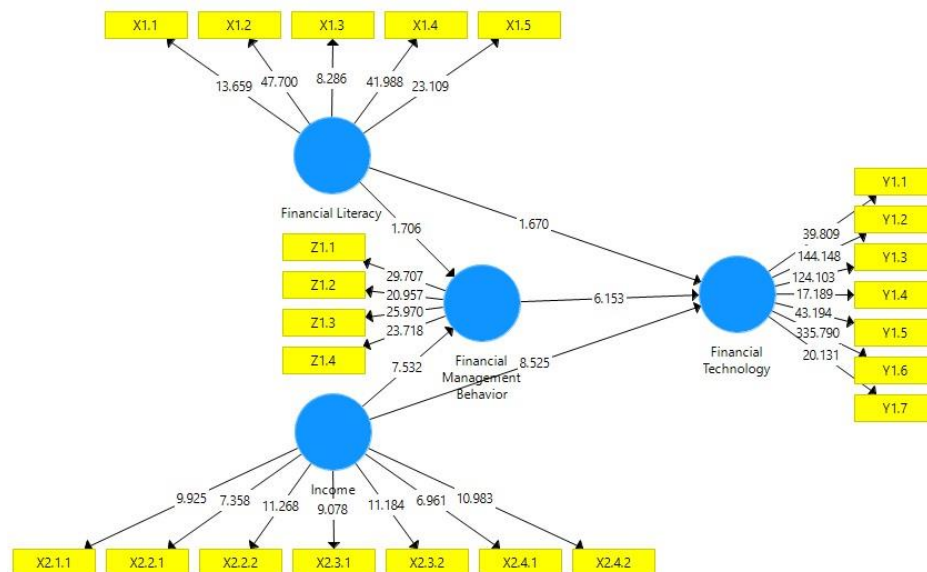 X1.1
X1.2
X1.3
X1.4
X1.5
13.659
47.700
8.286
41.988
23.109
Financial Literacy
1.706
1.670
Z1.1
Z1.2
Z1.3
Z1.4
29.707
20.957
25.970
23.718
Financial
Management
Behavior
6.153
7.532
8.525
Financial
Technology
39.809
144.148
124.103
17.189
43.194
335.790
20.131
Y1.1
Y1.2
Y1.3
Y1.4
Y1.5
Y1.6
Y1.7
Income
9.925
7.358
11.268
9.078
11.184
6.961
10.983
X2.1.1
X2.2.1
X2.2.2
X2.3.1
X2.3.2
X2.4.1
X2.4.2